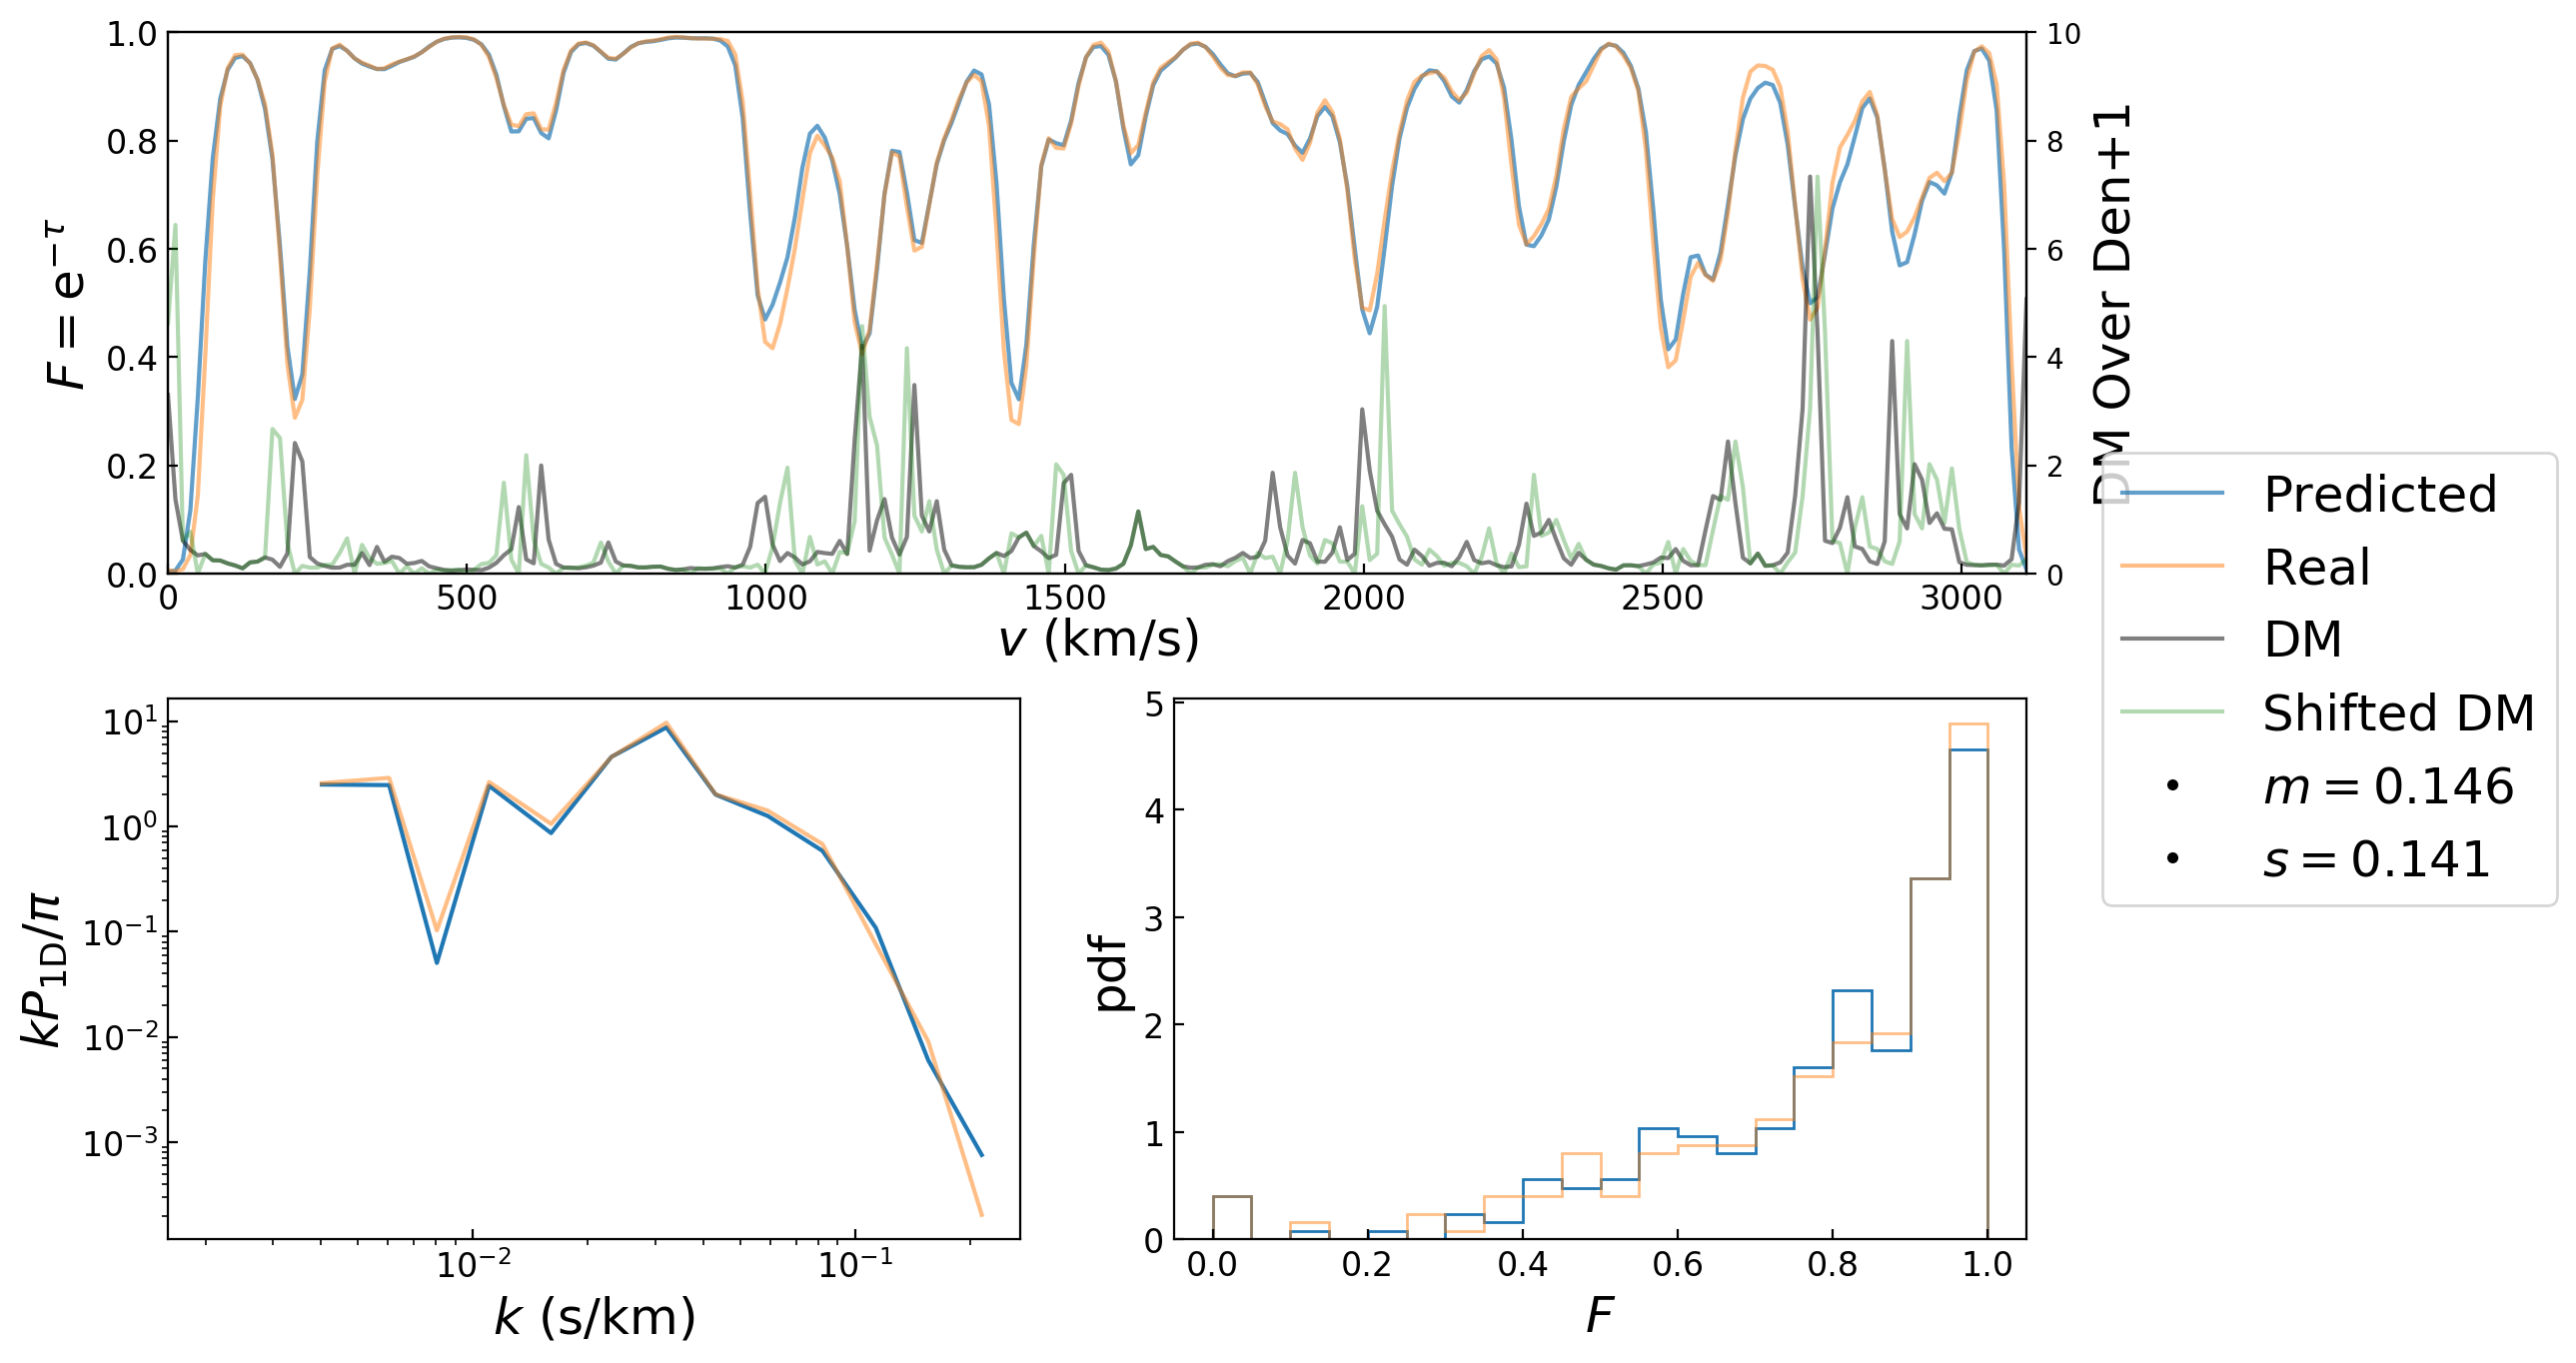 1.0
0.8
0.6
0.4
0.2
0.0
F = e^{−τ}
10
8
6
4
2
0
DM Over Den+1
0 500 1000 1500 2000 2500 3000
v (km/s)
Predicted
Real
DM
Shifted DM
m = 0.146
s = 0.141
10^1
10^0
10^{−1}
10^{−2}
10^{−3}
kP_{1D}/π
10^{−2} 10^{−1}
k (s/km)
5
4
3
2
1
0
pdf
0.0 0.2 0.4 0.6 0.8 1.0
F